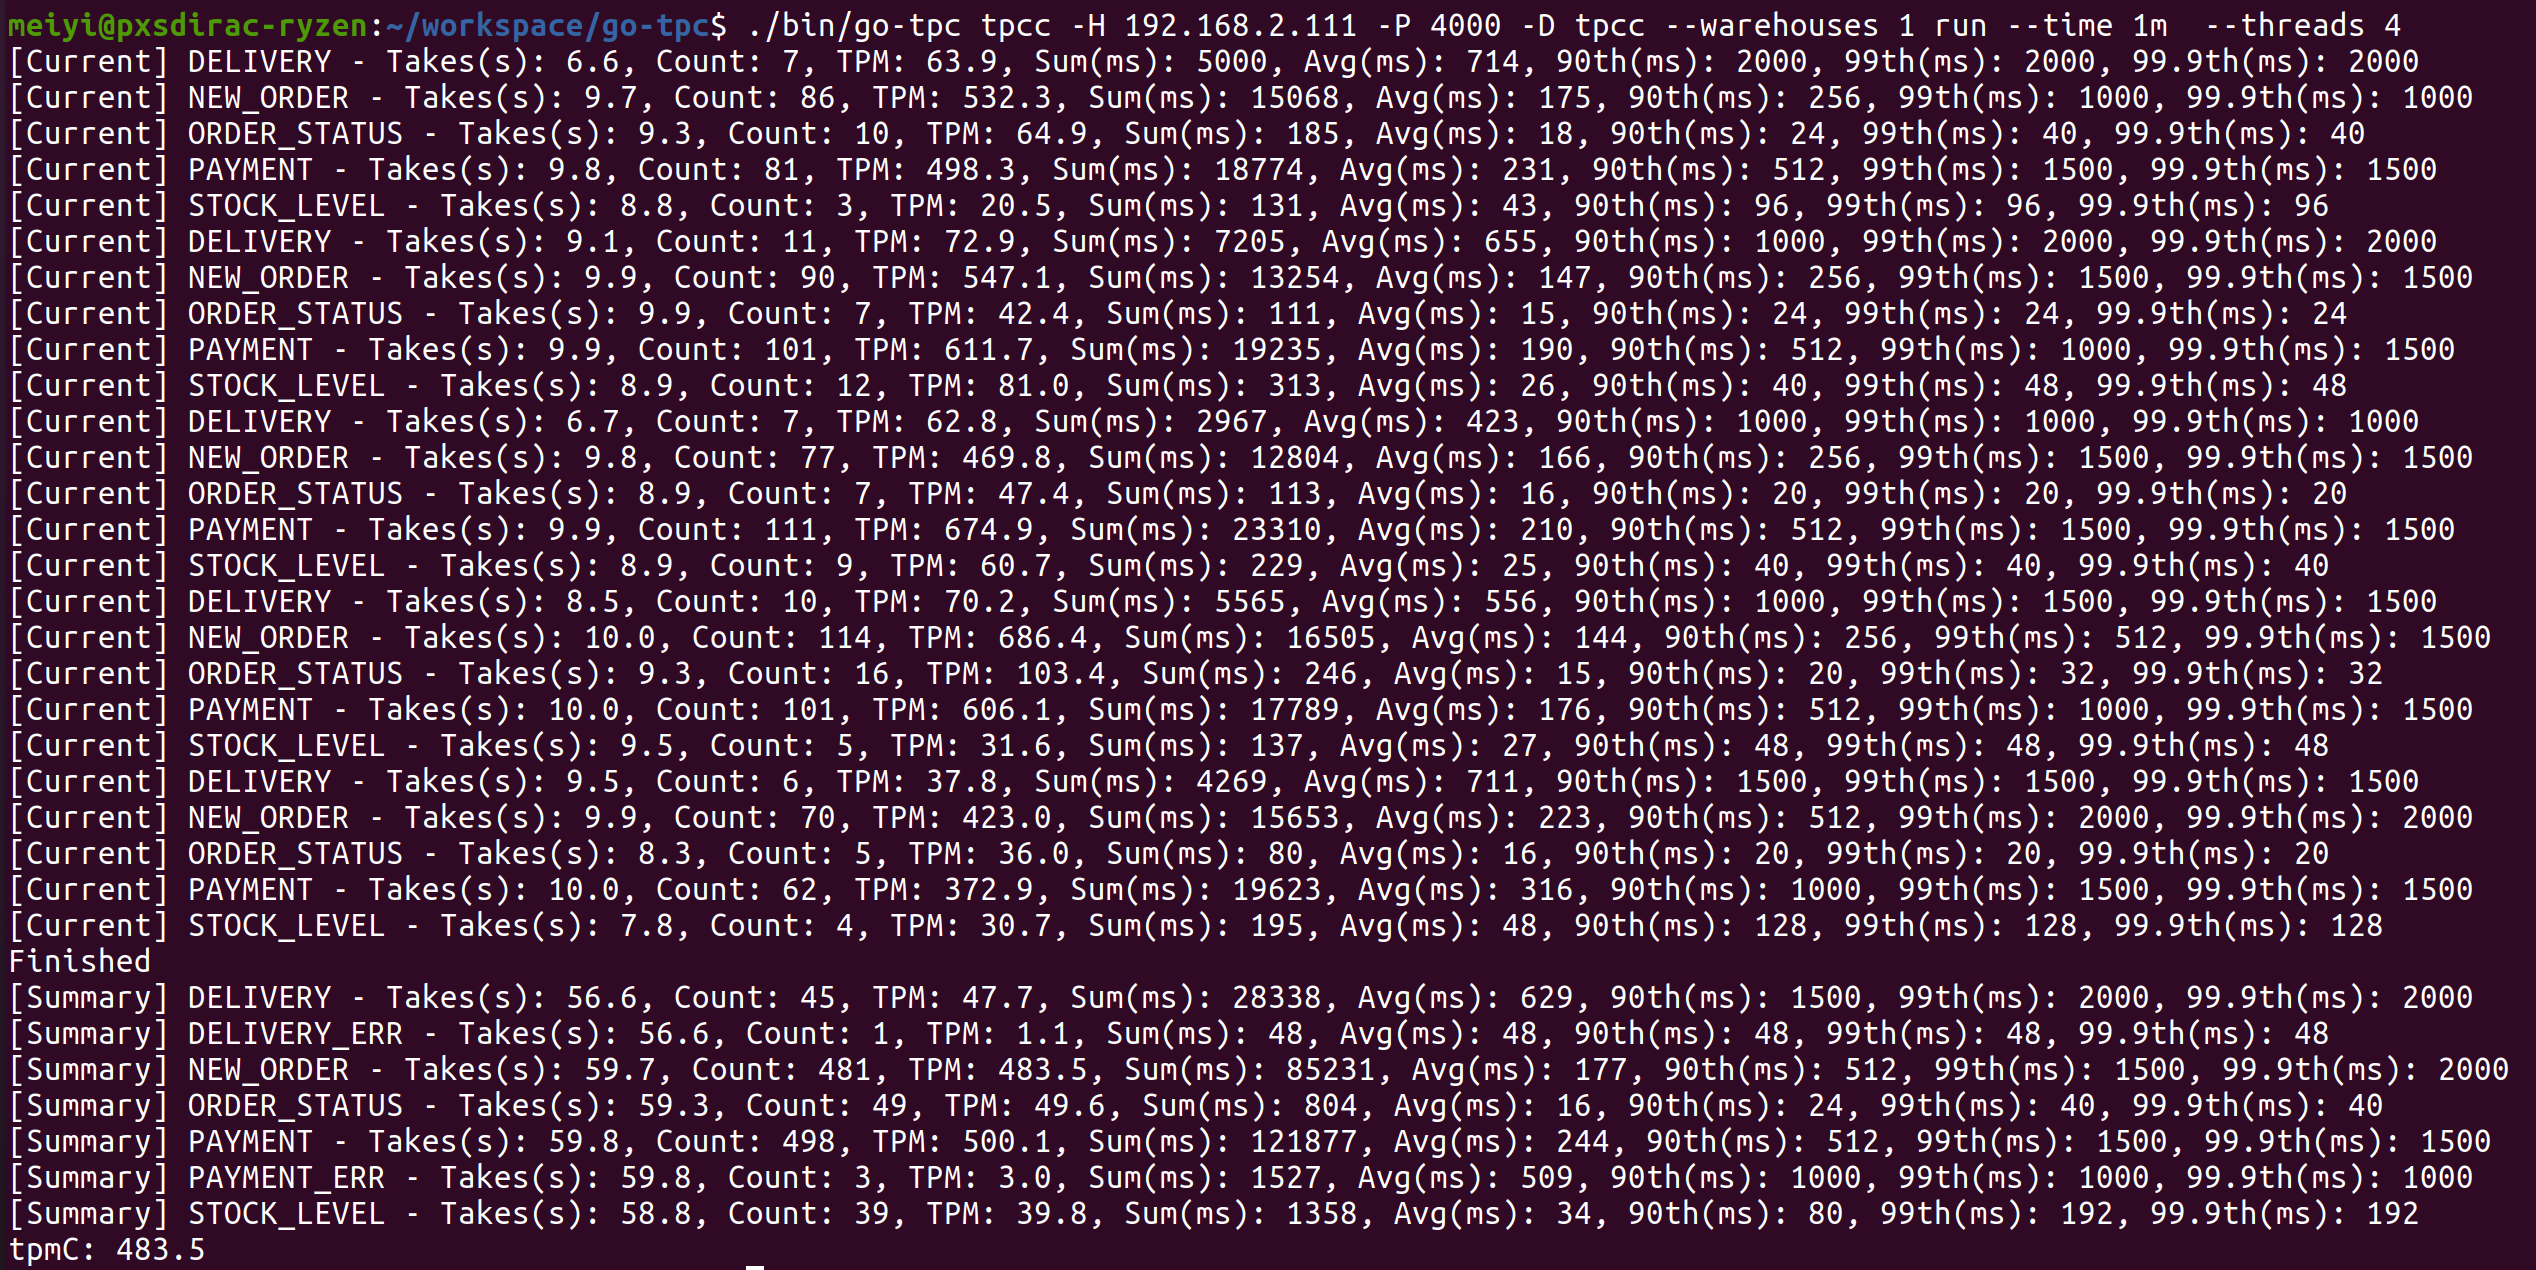 meiyi@pxsdirac-ryzen:~/workspace/go-tpc$ ./bin/go-tpc tpcc -H 192.168.2.111 -P 4000 -D tpcc --warehouses 1 run --time 1m  --threads 4
[Current] DELIVERY - Takes(s): 6.6, Count: 7, TPM: 63.9, Sum(ms): 5000, Avg(ms): 714, 90th(ms): 2000, 99th(ms): 2000, 99.9th(ms): 2000
[Current] NEW_ORDER - Takes(s): 9.7, Count: 86, TPM: 532.3, Sum(ms): 15068, Avg(ms): 175, 90th(ms): 256, 99th(ms): 1000, 99.9th(ms): 1000
[Current] ORDER_STATUS - Takes(s): 9.3, Count: 10, TPM: 64.9, Sum(ms): 185, Avg(ms): 18, 90th(ms): 24, 99th(ms): 40, 99.9th(ms): 40
[Current] PAYMENT - Takes(s): 9.8, Count: 81, TPM: 498.3, Sum(ms): 18774, Avg(ms): 231, 90th(ms): 512, 99th(ms): 1500, 99.9th(ms): 1500
[Current] STOCK_LEVEL - Takes(s): 8.8, Count: 3, TPM: 20.5, Sum(ms): 131, Avg(ms): 43, 90th(ms): 96, 99th(ms): 96, 99.9th(ms): 96
[Current] DELIVERY - Takes(s): 9.1, Count: 11, TPM: 72.9, Sum(ms): 7205, Avg(ms): 655, 90th(ms): 1000, 99th(ms): 2000, 99.9th(ms): 2000
[Current] NEW_ORDER - Takes(s): 9.9, Count: 90, TPM: 547.1, Sum(ms): 13254, Avg(ms): 147, 90th(ms): 256, 99th(ms): 1500, 99.9th(ms): 1500
[Current] ORDER_STATUS - Takes(s): 9.9, Count: 7, TPM: 42.4, Sum(ms): 111, Avg(ms): 15, 90th(ms): 24, 99th(ms): 24, 99.9th(ms): 24
[Current] PAYMENT - Takes(s): 9.9, Count: 101, TPM: 611.7, Sum(ms): 19235, Avg(ms): 190, 90th(ms): 512, 99th(ms): 1000, 99.9th(ms): 1500
[Current] STOCK_LEVEL - Takes(s): 8.9, Count: 12, TPM: 81.0, Sum(ms): 313, Avg(ms): 26, 90th(ms): 40, 99th(ms): 48, 99.9th(ms): 48
[Current] DELIVERY - Takes(s): 6.7, Count: 7, TPM: 62.8, Sum(ms): 2967, Avg(ms): 423, 90th(ms): 1000, 99th(ms): 1000, 99.9th(ms): 1000
[Current] NEW_ORDER - Takes(s): 9.8, Count: 77, TPM: 469.8, Sum(ms): 12804, Avg(ms): 166, 90th(ms): 256, 99th(ms): 1500, 99.9th(ms): 1500
[Current] ORDER_STATUS - Takes(s): 8.9, Count: 7, TPM: 47.4, Sum(ms): 113, Avg(ms): 16, 90th(ms): 20, 99th(ms): 20, 99.9th(ms): 20
[Current] PAYMENT - Takes(s): 9.9, Count: 111, TPM: 674.9, Sum(ms): 23310, Avg(ms): 210, 90th(ms): 512, 99th(ms): 1500, 99.9th(ms): 1500
[Current] STOCK_LEVEL - Takes(s): 8.9, Count: 9, TPM: 60.7, Sum(ms): 229, Avg(ms): 25, 90th(ms): 40, 99th(ms): 40, 99.9th(ms): 40
[Current] DELIVERY - Takes(s): 8.5, Count: 10, TPM: 70.2, Sum(ms): 5565, Avg(ms): 556, 90th(ms): 1000, 99th(ms): 1500, 99.9th(ms): 1500
[Current] NEW_ORDER - Takes(s): 10.0, Count: 114, TPM: 686.4, Sum(ms): 16505, Avg(ms): 144, 90th(ms): 256, 99th(ms): 512, 99.9th(ms): 1500
[Current] ORDER_STATUS - Takes(s): 9.3, Count: 16, TPM: 103.4, Sum(ms): 246, Avg(ms): 15, 90th(ms): 20, 99th(ms): 32, 99.9th(ms): 32
[Current] PAYMENT - Takes(s): 10.0, Count: 101, TPM: 606.1, Sum(ms): 17789, Avg(ms): 176, 90th(ms): 512, 99th(ms): 1000, 99.9th(ms): 1500
[Current] STOCK_LEVEL - Takes(s): 9.5, Count: 5, TPM: 31.6, Sum(ms): 137, Avg(ms): 27, 90th(ms): 48, 99th(ms): 48, 99.9th(ms): 48
[Current] DELIVERY - Takes(s): 9.5, Count: 6, TPM: 37.8, Sum(ms): 4269, Avg(ms): 711, 90th(ms): 1500, 99th(ms): 1500, 99.9th(ms): 1500
[Current] NEW_ORDER - Takes(s): 9.9, Count: 70, TPM: 423.0, Sum(ms): 15653, Avg(ms): 223, 90th(ms): 512, 99th(ms): 2000, 99.9th(ms): 2000
[Current] ORDER_STATUS - Takes(s): 8.3, Count: 5, TPM: 36.0, Sum(ms): 80, Avg(ms): 16, 90th(ms): 20, 99th(ms): 20, 99.9th(ms): 20
[Current] PAYMENT - Takes(s): 10.0, Count: 62, TPM: 372.9, Sum(ms): 19623, Avg(ms): 316, 90th(ms): 1000, 99th(ms): 1500, 99.9th(ms): 1500
[Current] STOCK_LEVEL - Takes(s): 7.8, Count: 4, TPM: 30.7, Sum(ms): 195, Avg(ms): 48, 90th(ms): 128, 99th(ms): 128, 99.9th(ms): 128
Finished
[Summary] DELIVERY - Takes(s): 56.6, Count: 45, TPM: 47.7, Sum(ms): 28338, Avg(ms): 629, 90th(ms): 1500, 99th(ms): 2000, 99.9th(ms): 2000
[Summary] DELIVERY_ERR - Takes(s): 56.6, Count: 1, TPM: 1.1, Sum(ms): 48, Avg(ms): 48, 90th(ms): 48, 99th(ms): 48, 99.9th(ms): 48
[Summary] NEW_ORDER - Takes(s): 59.7, Count: 481, TPM: 483.5, Sum(ms): 85231, Avg(ms): 177, 90th(ms): 512, 99th(ms): 1500, 99.9th(ms): 2000
[Summary] ORDER_STATUS - Takes(s): 59.3, Count: 49, TPM: 49.6, Sum(ms): 804, Avg(ms): 16, 90th(ms): 24, 99th(ms): 40, 99.9th(ms): 40
[Summary] PAYMENT - Takes(s): 59.8, Count: 498, TPM: 500.1, Sum(ms): 121877, Avg(ms): 244, 90th(ms): 512, 99th(ms): 1500, 99.9th(ms): 1500
[Summary] PAYMENT_ERR - Takes(s): 59.8, Count: 3, TPM: 3.0, Sum(ms): 1527, Avg(ms): 509, 90th(ms): 1000, 99th(ms): 1000, 99.9th(ms): 1000
[Summary] STOCK_LEVEL - Takes(s): 58.8, Count: 39, TPM: 39.8, Sum(ms): 1358, Avg(ms): 34, 90th(ms): 80, 99th(ms): 192, 99.9th(ms): 192
tpmC: 483.5